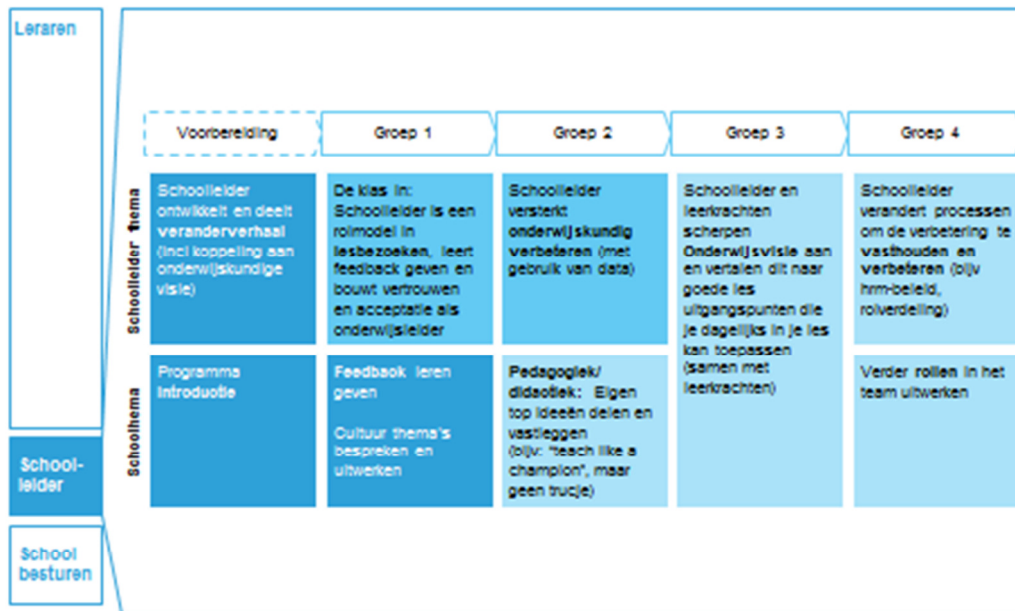 Leraren
Voorbereiding
Groep 1
Groep 2
Groep 3
Groep 4
Schoolleider thema
Schoolleider
ontwikkelt en deelt
veranderverhaal
(incl koppeling aan
onderwijskundige
visie)
De klas in:
Schoolleider is een
rolmodel in
lesbezoeken, leert
feedback geven en
bouwt vertrouwen
en acceptatie als
onderwijsleider
Schoolleider
versterkt
onderwijskundig
verbeteren (met
gebruik van data)
Schoolleider en
leerkrachten
scherpen
Onderwijsvisie aan
en vertalen dit naar
goede les
uitgangspunten die
je dagelijks in je les
kan toepassen
(samen met
leerkrachten)
Schoolleider
verandert processen
om de verbetering te
vasthouden en
verbeteren (bijv
hrm-beleid,
rolverdeling)
Schoolthema
Programma
introductie
Feedback leren
geven
Cultuur thema's
bespreken en
uitwerken
Pedagogiek/
didactiek: Eigen
top ideeën delen en
vastleggen
(bijv: "teach like a
champion", maar
geen trucje)
Verder rollen in het
team uitwerken
School-
leider
School
besturen